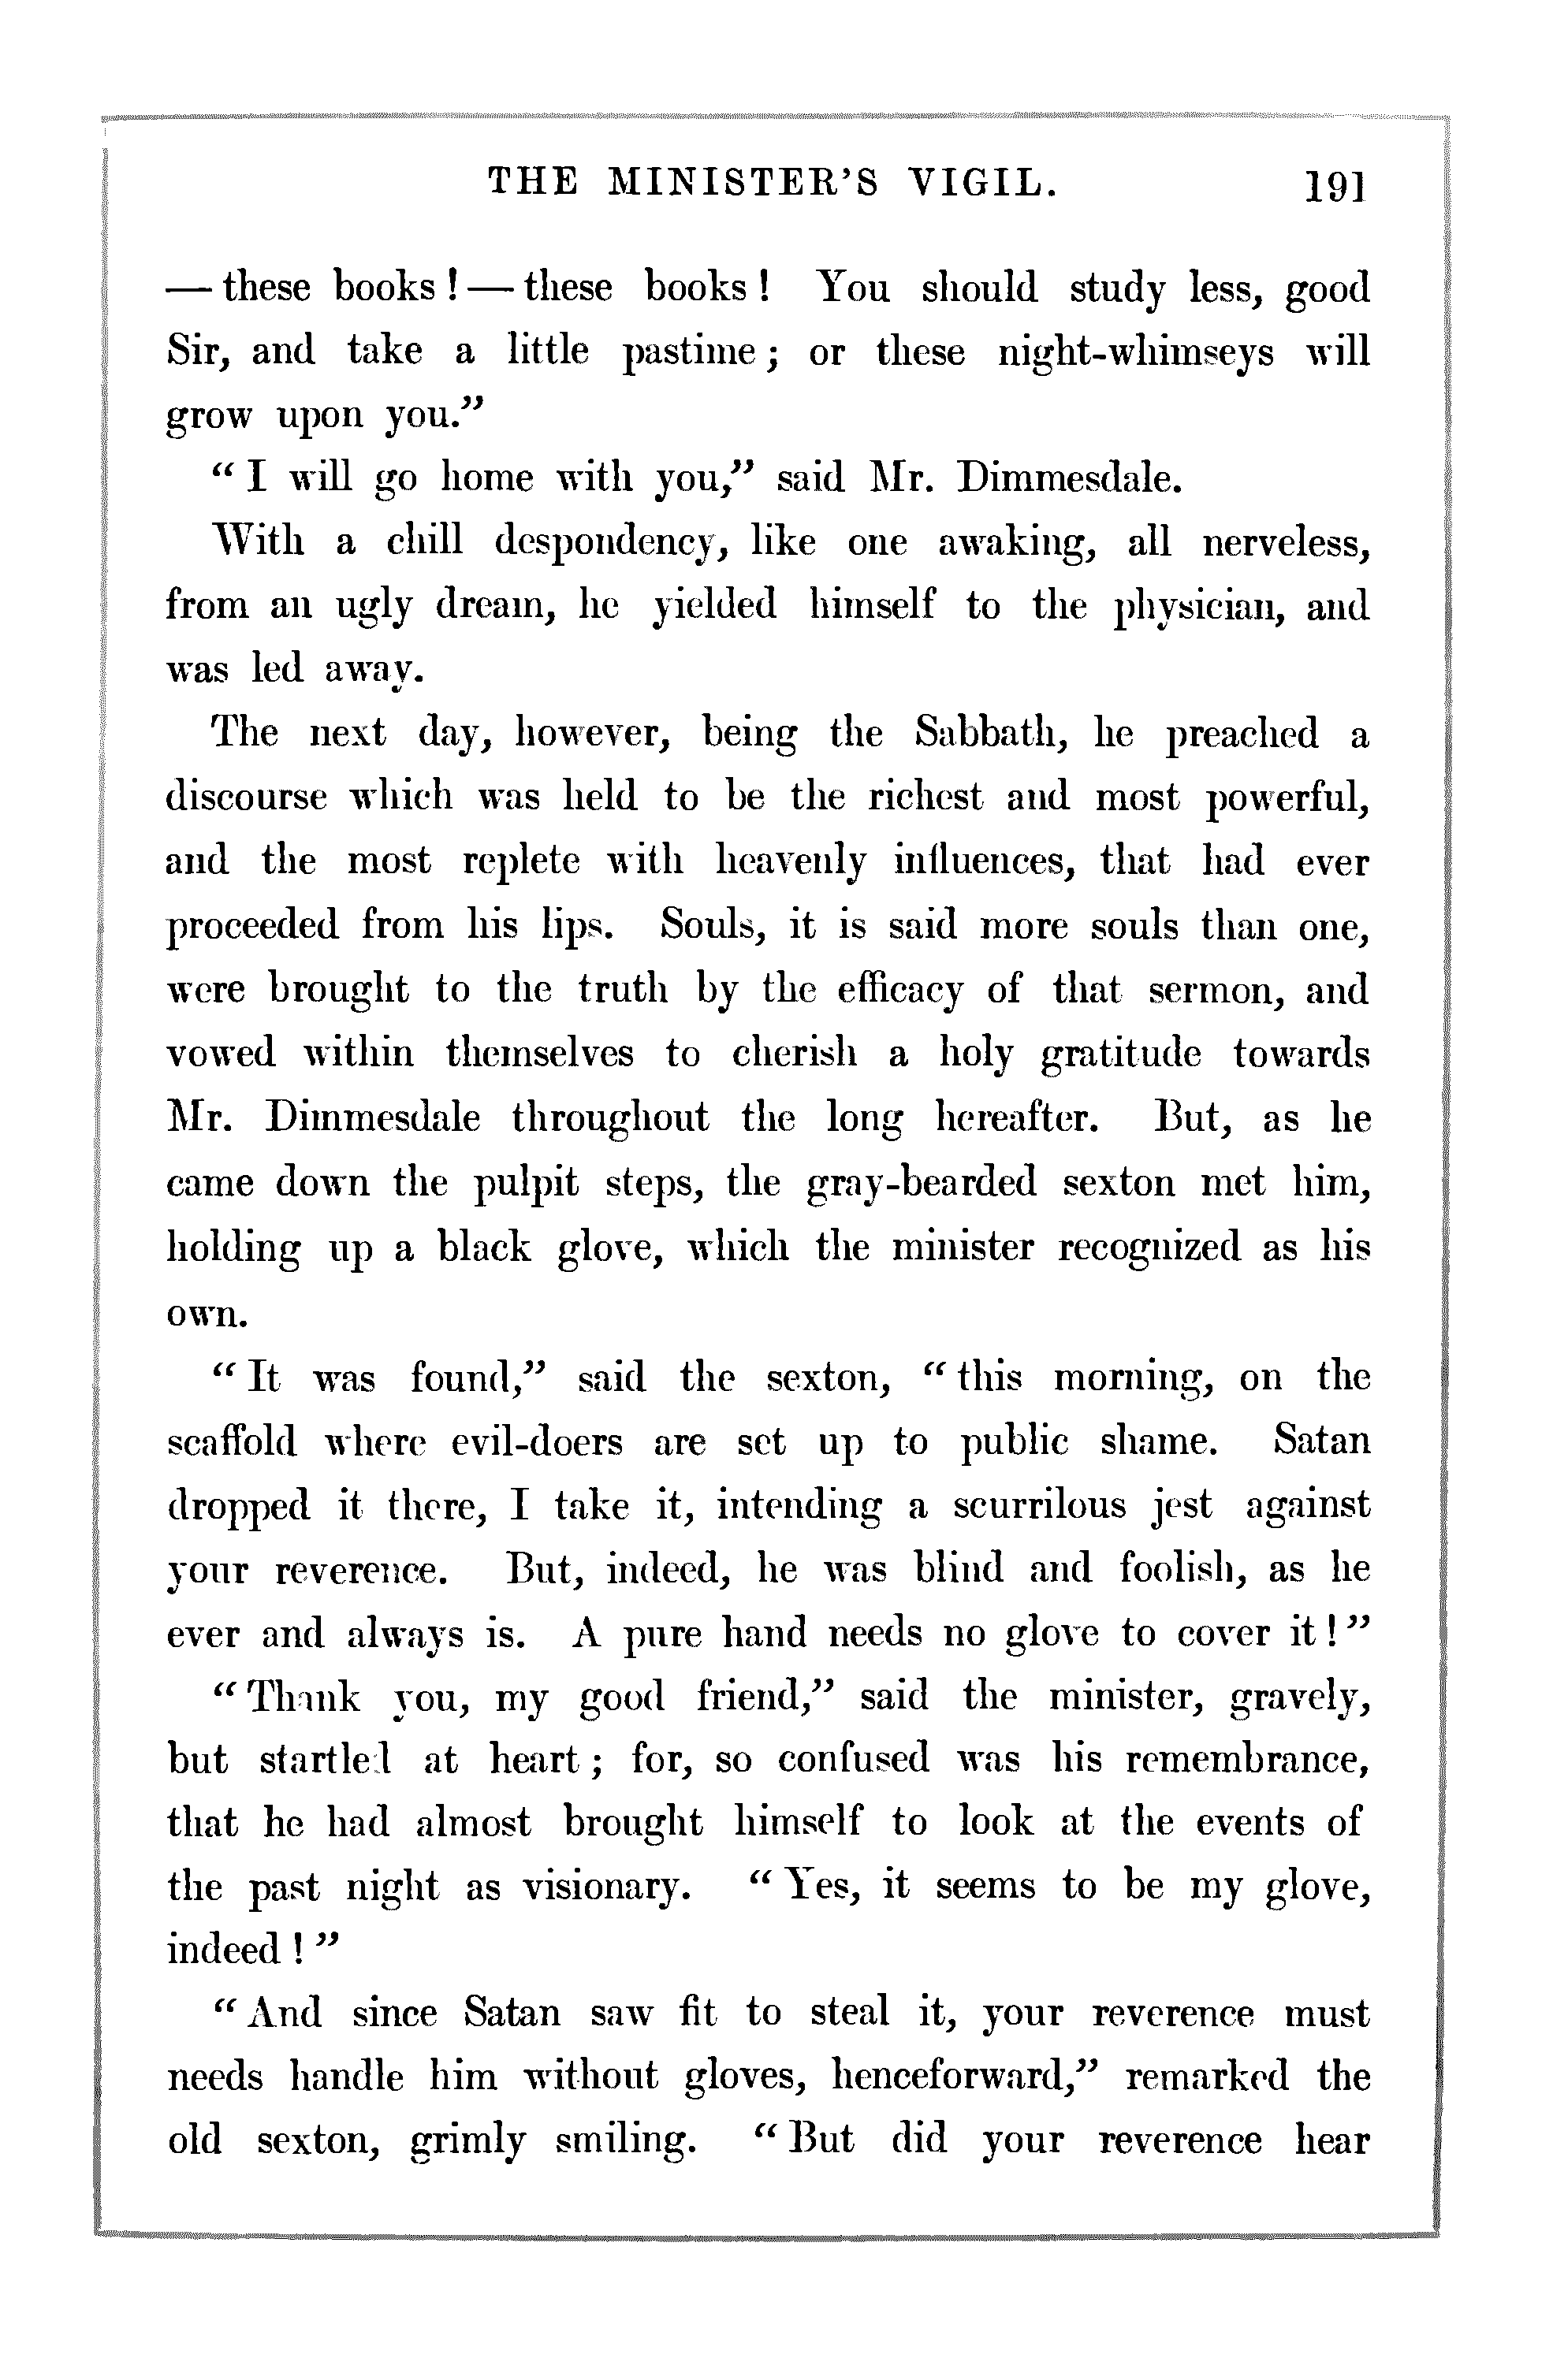 THE MINISTER'S VIGIL. 191
— these books! — these books! You should study less, good
Sir, and take a little pastime; or these night-whimseys will
grow upon you."
"I will go home with you," said Mr. Dimmesdale.
With a chill despondency, like one awaking, all nerveless,
from an ugly dream, he yielded himself to the physician, and
was led away.
The next day, however, being the Sabbath, he preached a
discourse which was held to be the richest and most powerful,
and the most replete with heavenly influences, that had ever
proceeded from his lips. Souls, it is said more souls than one,
were brought to the truth by the efficacy of that sermon, and
vowed within themselves to cherish a holy gratitude towards
Mr. Dimmesdale throughout the long hereafter. But, as he
came down the pulpit steps, the gray-bearded sexton met him,
holding up a black glove, which the minister recognized as his
own.
"It was found," said the sexton, "this morning, on the
scaffold where evil-doers are set up to public shame. Satan
dropped it there, I take it, intending a scurrilous jest against
your reverence. But, indeed, he was blind and foolish, as he
ever and always is. A pure hand needs no glove to cover it!"
"Thank you, my good friend," said the minister, gravely,
but startled at heart; for, so confused was his remembrance,
that he had almost brought himself to look at the events of
the past night as visionary. "Yes, it seems to be my glove,
indeed!"
"And since Satan saw fit to steal it, your reverence must
needs handle him without gloves, henceforward," remarked the
old sexton, grimly smiling. "But did your reverence hear